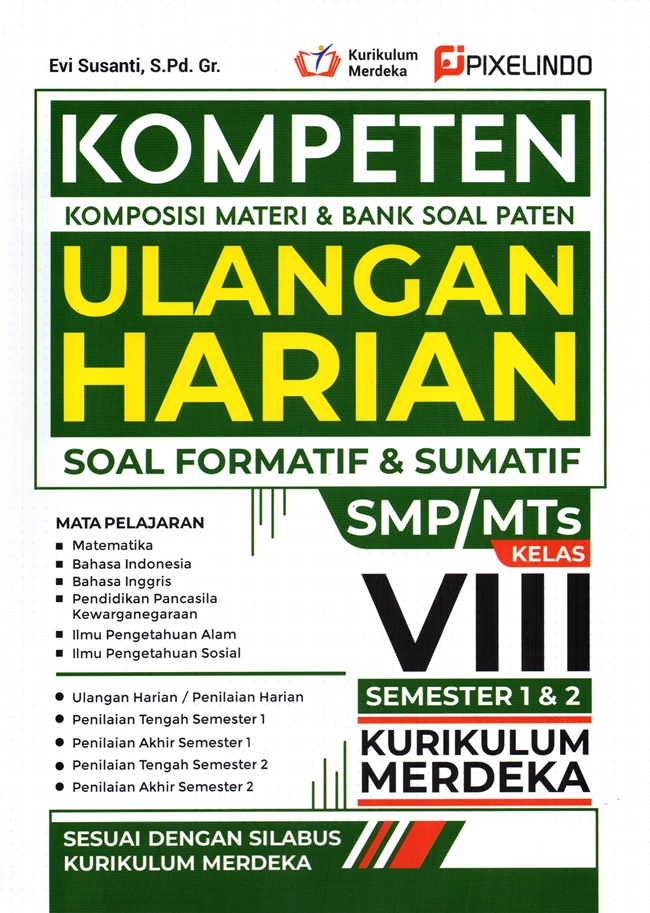 Evi Susanti, S.Pd. Gr.
Kurikulum
Merdeka
PIXELINDO
KOMPETEN
KOMPOSISI MATERI & BANK SOAL PATEN
ULANGAN
HARIAN
SOAL FORMATIF & SUMATIF
SMP/MTs
KELAS
VIII
SEMESTER 1 & 2
KURIKULUM
MERDEKA
MATA PELAJARAN
Matematika
Bahasa Indonesia
Bahasa Inggris
Pendidikan Pancasila
Kewarganegaraan
Ilmu Pengetahuan Alam
Ilmu Pengetahuan Sosial
Ulangan Harian / Penilaian Harian
Penilaian Tengah Semester 1
Penilaian Akhir Semester 1
Penilaian Tengah Semester 2
Penilaian Akhir Semester 2
SESUAI DENGAN SILABUS
KURIKULUM MERDEKA